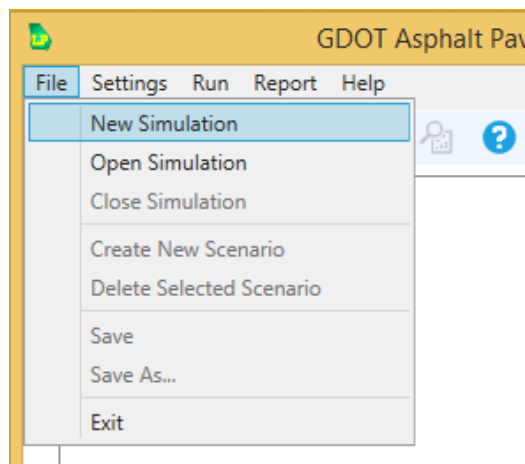 GDOT Asphalt Pav
File Settings Run Report Help
New Simulation
Open Simulation
Close Simulation
Create New Scenario
Delete Selected Scenario
Save
Save As...
Exit